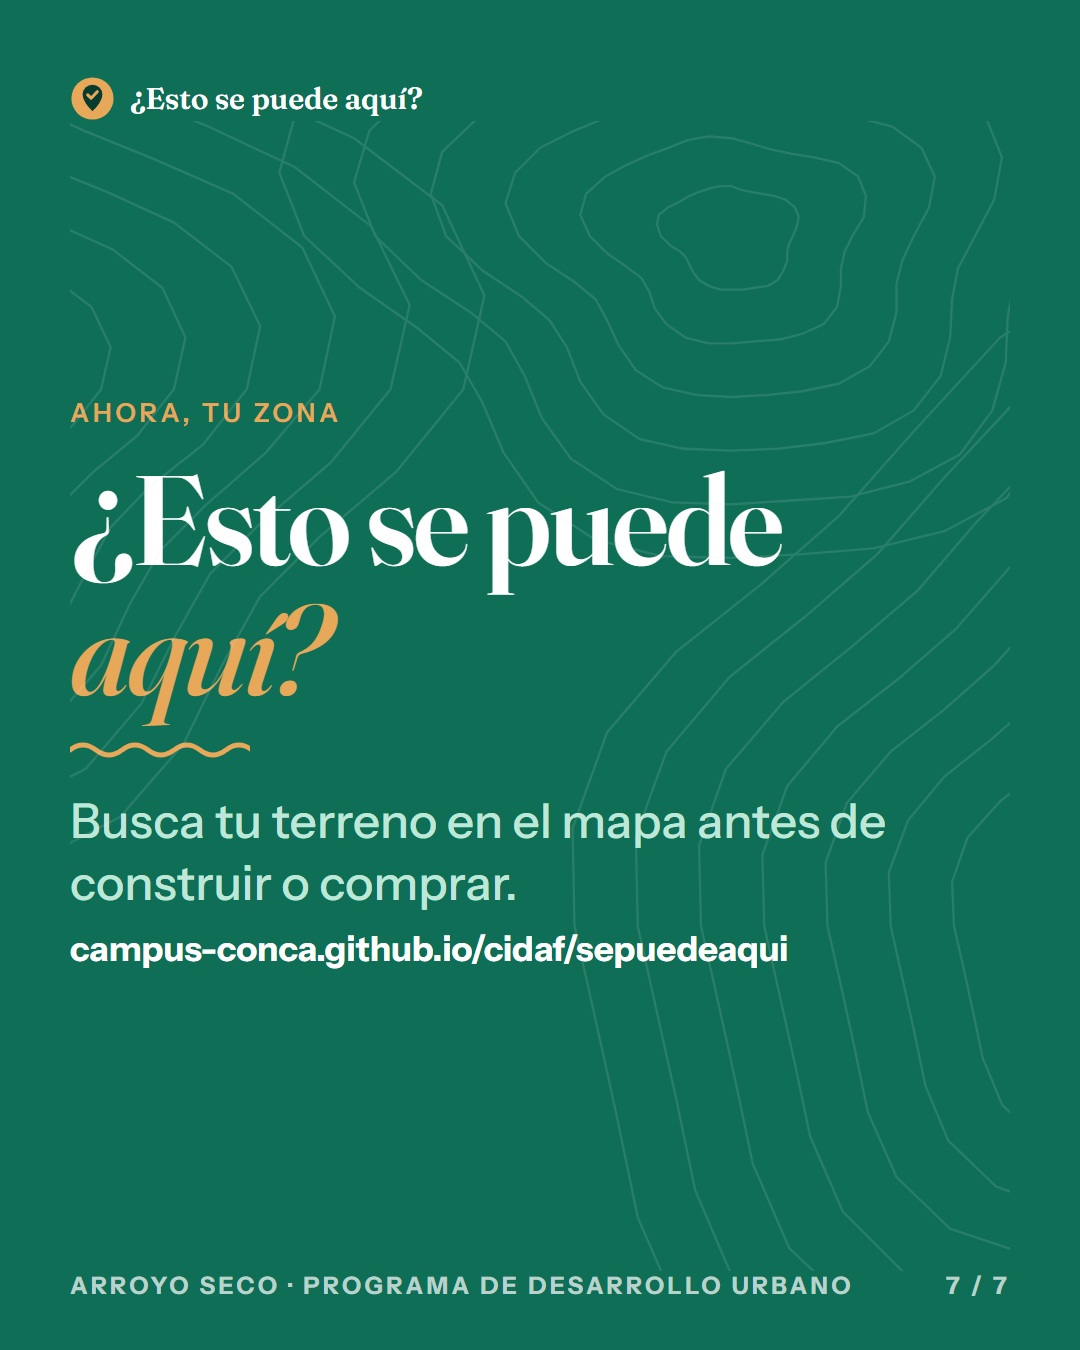 ¿Esto se puede aquí?
AHORA, TU ZONA
¿Esto se puede
aquí?
Busca tu terreno en el mapa antes de
construir o comprar.
campus-conca.github.io/cidaf/sepuedeaqui
ARROYO SECO · PROGRAMA DE DESARROLLO URBANO 7 / 7